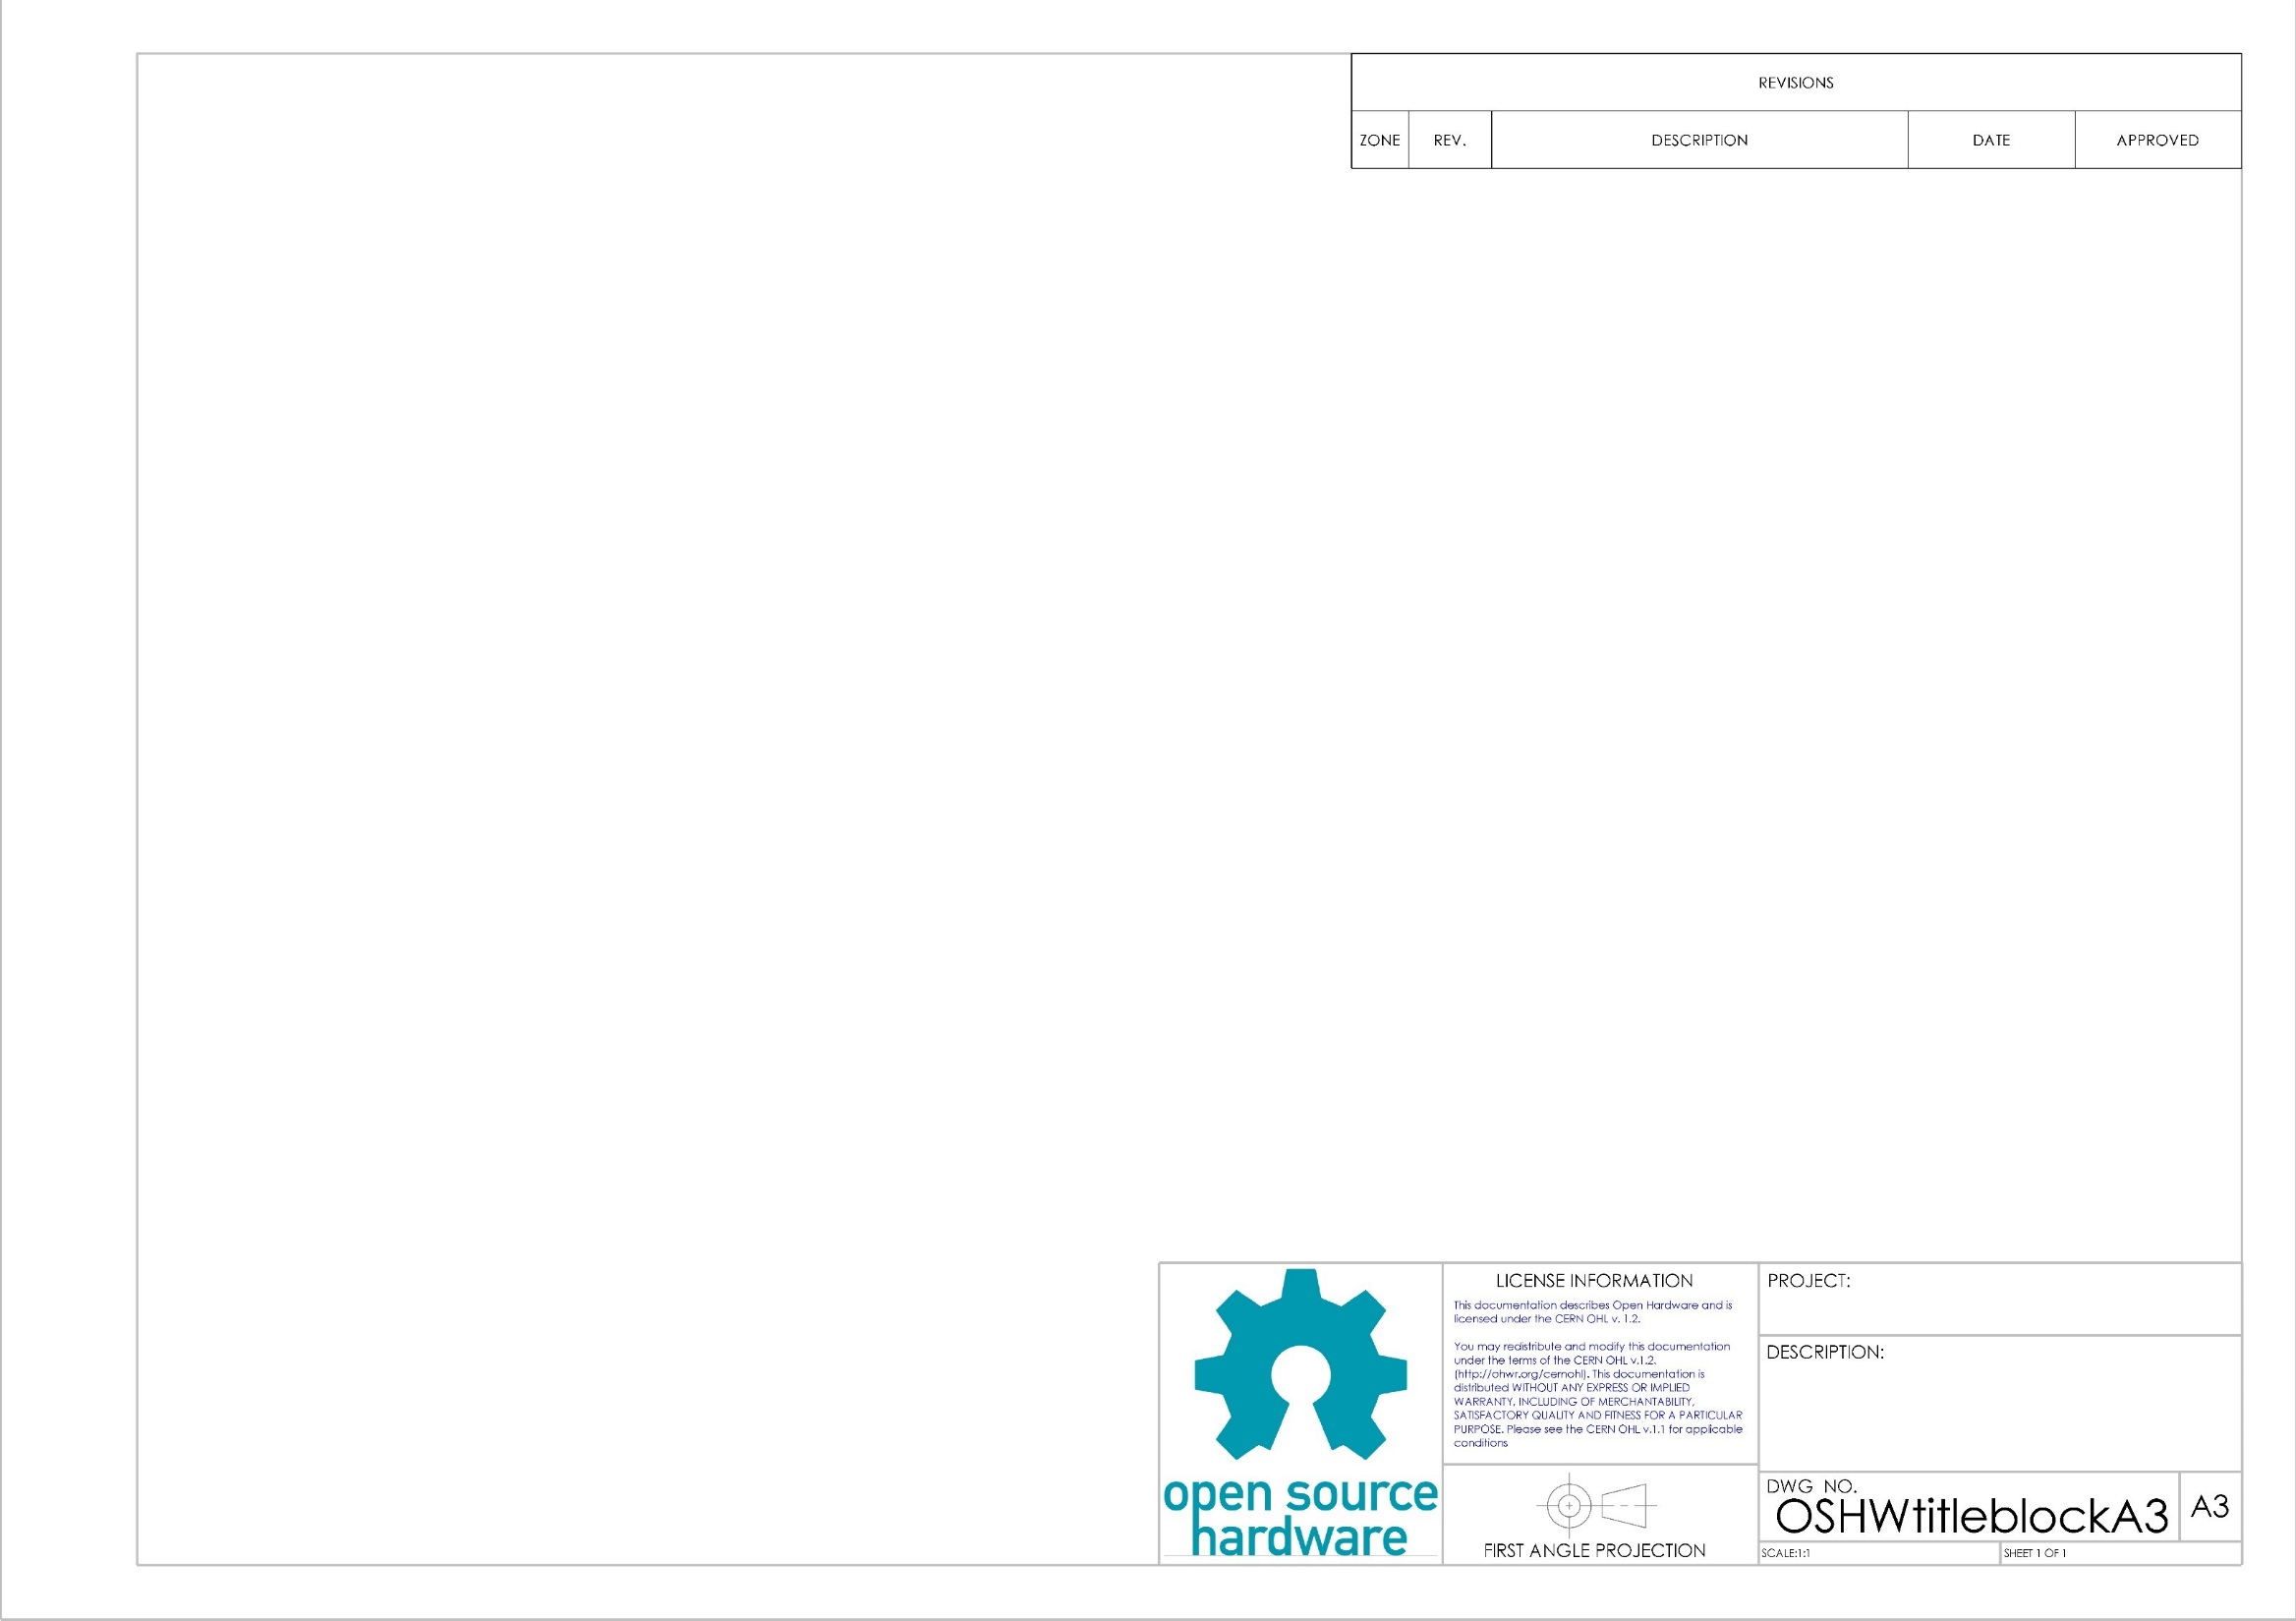 REVISIONS
ZONE REV. DESCRIPTION DATE APPROVED
open source
hardware
LICENSE INFORMATION
This documentation describes Open Hardware and is
licensed under the CERN OHL v. 1.2.
You may redistribute and modify this documentation
under the terms of the CERN OHL v.1.2.
(http://ohwr.org/cernohl). This documentation is
distributed WITHOUT ANY EXPRESS OR IMPLIED
WARRANTY, INCLUDING OF MERCHANTABILITY,
SATISFACTORY QUALITY AND FITNESS FOR A PARTICULAR
PURPOSE. Please see the CERN OHL v.1.1 for applicable
conditions
FIRST ANGLE PROJECTION
PROJECT:
DESCRIPTION:
DWG NO.
OSHWtitleblockA3
A3
SCALE:1:1
SHEET 1 OF 1